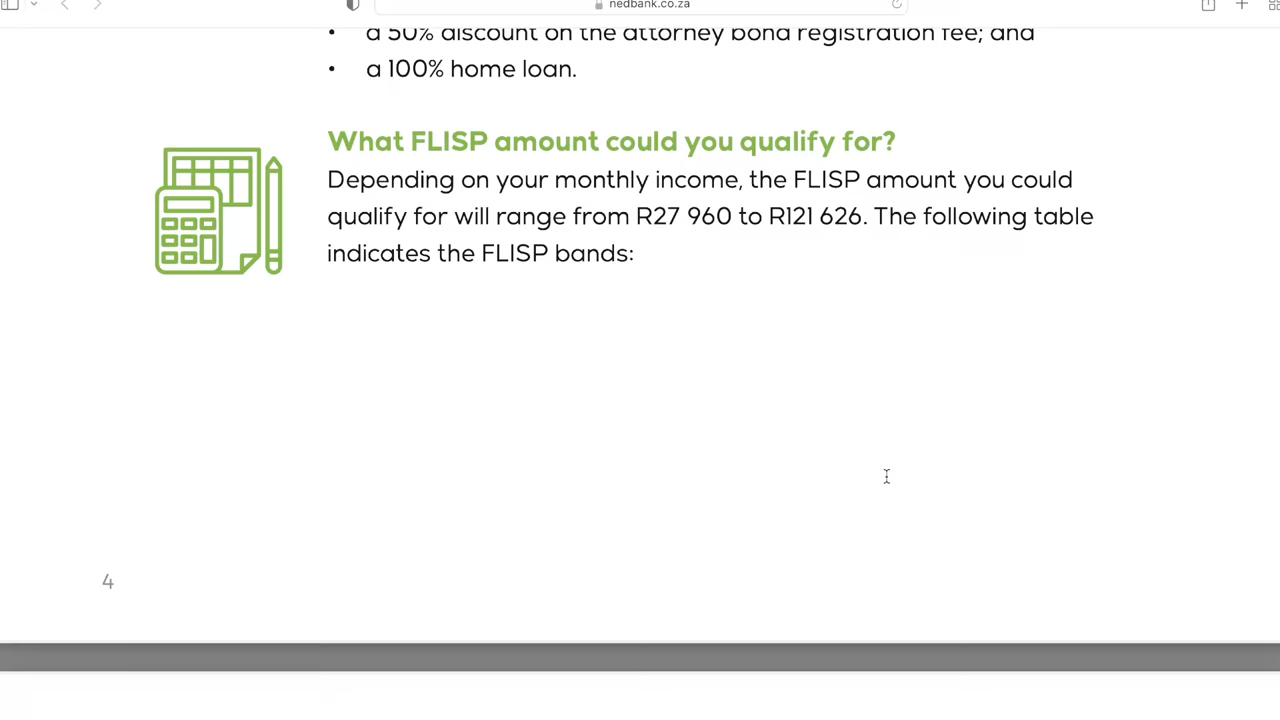 nedbank.co.za
• a 50% discount on the attorney bond registration fee; and
• a 100% home loan.
What FLISP amount could you qualify for?
Depending on your monthly income, the FLISP amount you could
qualify for will range from R27 960 to R121 626. The following table
indicates the FLISP bands:
4